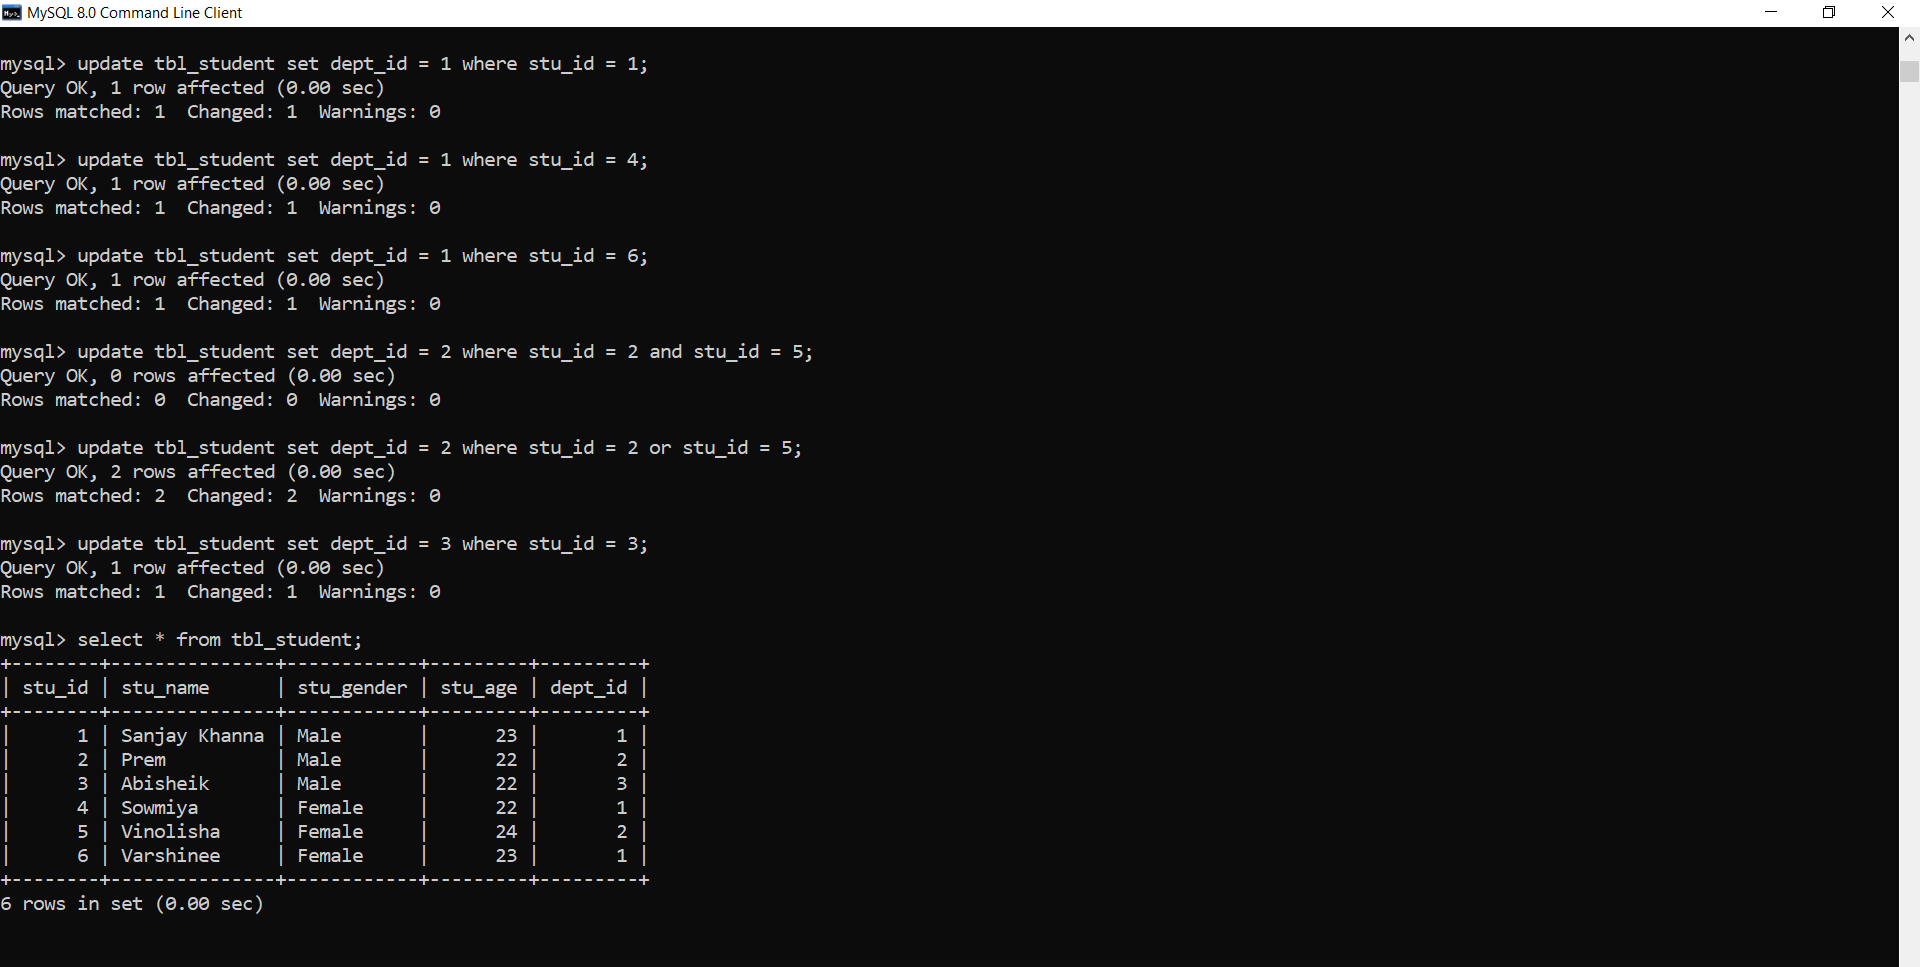 MySQL 8.0 Command Line Client
mysql> update tbl_student set dept_id = 1 where stu_id = 1;
Query OK, 1 row affected (0.00 sec)
Rows matched: 1  Changed: 1  Warnings: 0
mysql> update tbl_student set dept_id = 1 where stu_id = 4;
Query OK, 1 row affected (0.00 sec)
Rows matched: 1  Changed: 1  Warnings: 0
mysql> update tbl_student set dept_id = 1 where stu_id = 6;
Query OK, 1 row affected (0.00 sec)
Rows matched: 1  Changed: 1  Warnings: 0
mysql> update tbl_student set dept_id = 2 where stu_id = 2 and stu_id = 5;
Query OK, 0 rows affected (0.00 sec)
Rows matched: 0  Changed: 0  Warnings: 0
mysql> update tbl_student set dept_id = 2 where stu_id = 2 or stu_id = 5;
Query OK, 2 rows affected (0.00 sec)
Rows matched: 2  Changed: 2  Warnings: 0
mysql> update tbl_student set dept_id = 3 where stu_id = 3;
Query OK, 1 row affected (0.00 sec)
Rows matched: 1  Changed: 1  Warnings: 0
mysql> select * from tbl_student;
+--------+---------------+------------+---------+---------+
| stu_id | stu_name      | stu_gender | stu_age | dept_id |
+--------+---------------+------------+---------+---------+
|      1 | Sanjay Khanna | Male       |      23 |       1 |
|      2 | Prem          | Male       |      22 |       2 |
|      3 | Abisheik      | Male       |      22 |       3 |
|      4 | Sowmiya       | Female     |      22 |       1 |
|      5 | Vinolisha     | Female     |      24 |       2 |
|      6 | Varshinee     | Female     |      23 |       1 |
+--------+---------------+------------+---------+---------+
6 rows in set (0.00 sec)